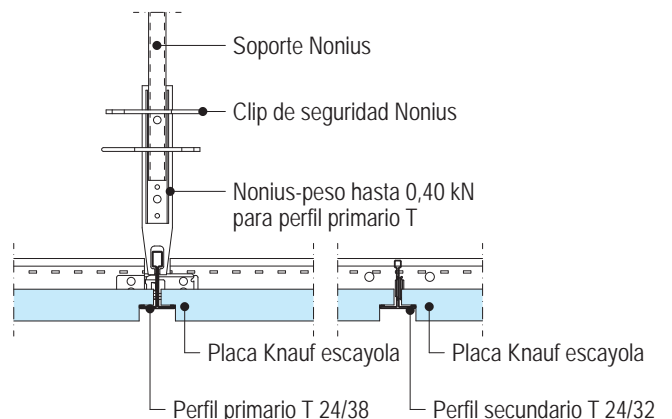 Soporte Nonius
Clip de seguridad Nonius
Nonius-peso hasta 0,40 kN
para perfil primario T
Placa Knauf escayola
Placa Knauf escayola
Perfil primario T 24/38
Perfil secundario T 24/32